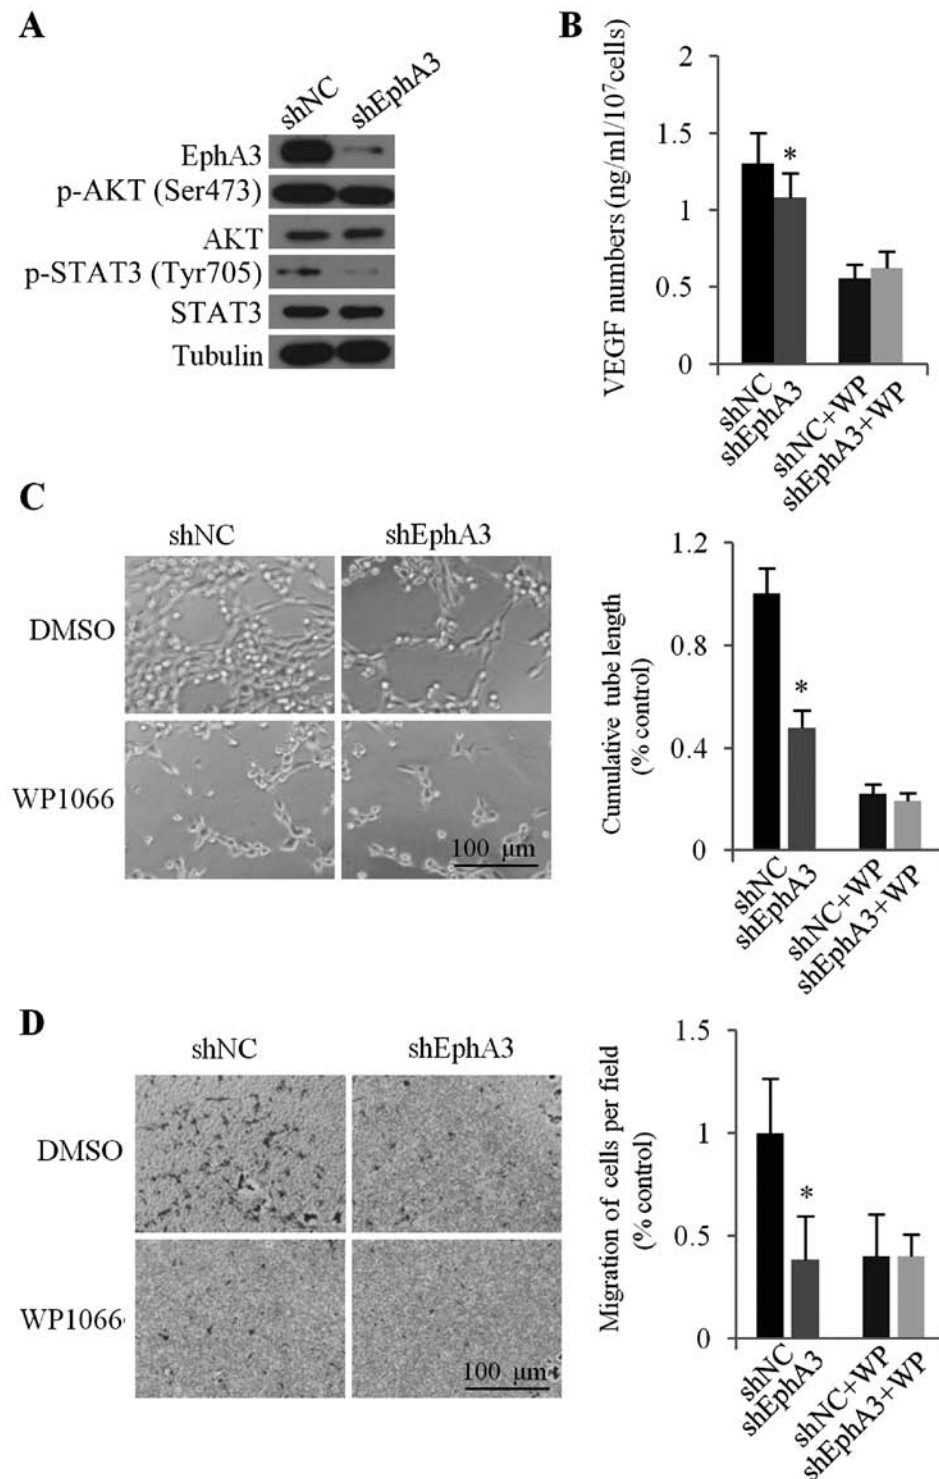 A
shNC
shEphA3
EphA3
p-AKT (Ser473)
AKT
p-STAT3 (Tyr705)
STAT3
Tubulin
B
VEGF numbers (ng/ml/10⁷cells)
2
1.5
1
0.5
0
*
shNC
shEphA3
shNC+WP
shEphA3+WP
C
shNC
shEphA3
DMSO
WP1066
100 μm
Cumulative tube length
(% control)
1.2
0.8
0.4
0
*
shNC
shEphA3
shNC+WP
shEphA3+WP
D
shNC
shEphA3
DMSO
WP1066
100 μm
Migration of cells per field
(% control)
1.5
1
0.5
0
*
shNC
shEphA3
shNC+WP
shEphA3+WP